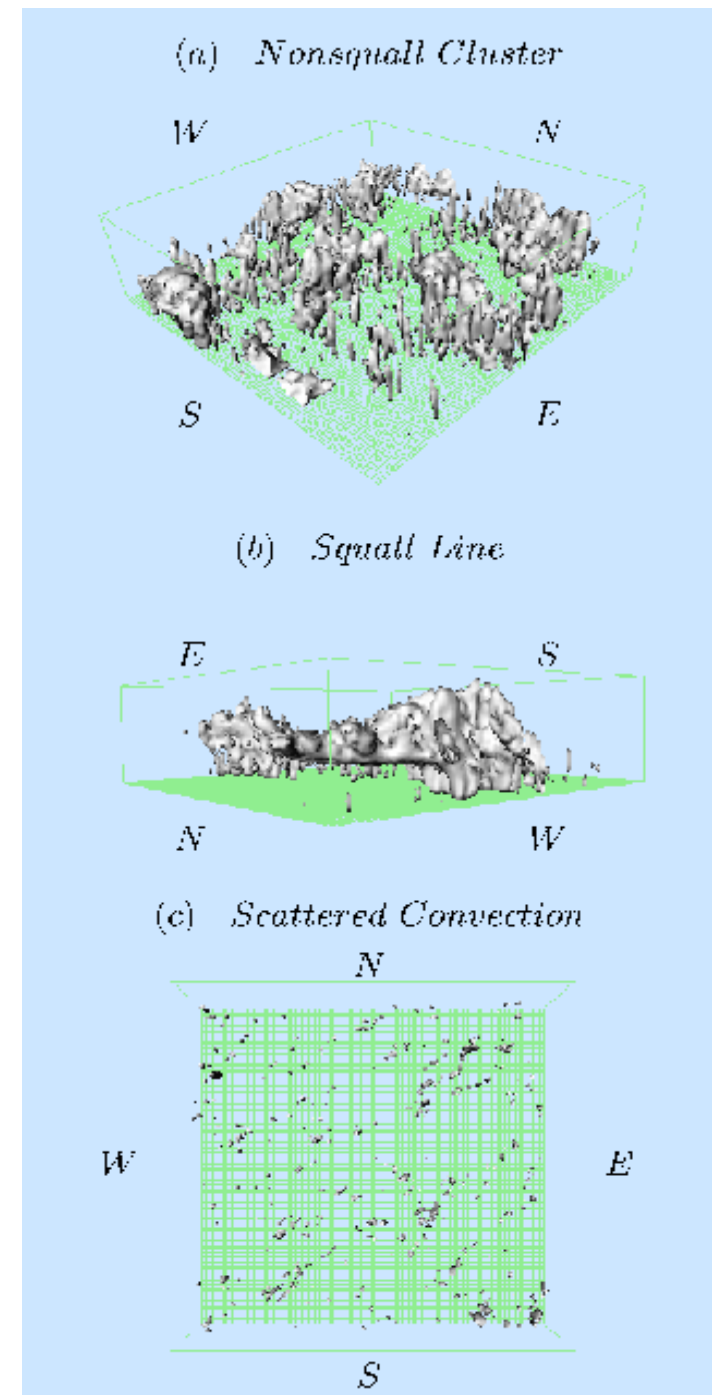 (a) Nonsquall Cluster
W N
S E
(b) Squall Line
E S
N W
(c) Scattered Convection
N
W E
S